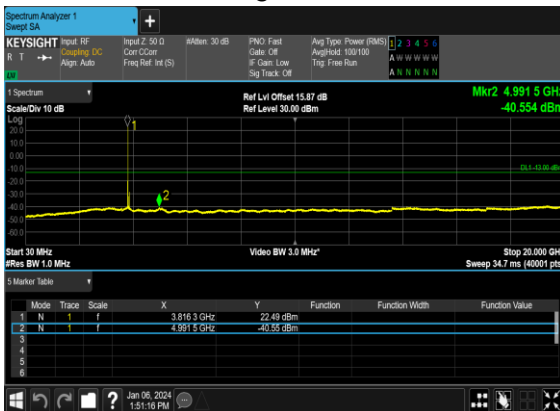 Spectrum Analyzer 1
Swept SA
+
KEYSIGHT
R T
LV
Input: RF
Coupling: DC
Align: Auto
Input Z: 50 Ω
Corr CCorr
Freq Ref: Int (S)
#Atten: 30 dB
PNO: Fast
Gate: Off
IF Gain: Low
Sig Track: Off
Avg Type: Power (RMS)
Avg|Hold: 100/100
Trig: Free Run
1 2 3 4 5 6
A W W W W W
A N N N N N
1 Spectrum
Scale/Div 10 dB
Ref Lvl Offset 15.87 dB
Ref Level 30.00 dBm
Mkr2 4.991 5 GHz
-40.554 dBm
Log
20.0
10.0
0.00
-10.0
-20.0
-30.0
-40.0
-50.0
-60.0
1
2
DL1 -13.00 dBm
Start 30 MHz
#Res BW 1.0 MHz
Video BW 3.0 MHz*
Stop 20.000 GH
Sweep 34.7 ms (40001 pts
5 Marker Table
Mode Trace Scale X Y Function Function Width Function Value
1 N 1 f 3.816 3 GHz 22.49 dBm
2 N 1 f 4.991 5 GHz -40.55 dBm
3
4
5
6
?
Jan 06, 2024
1:51:16 PM